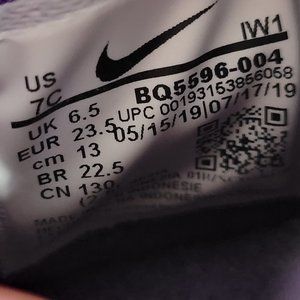 IW1
US 7C
BQ5596-004
UK 6.5
UPC 00193153856058
EUR 23.5
05/15/19 | 07/17/19
cm 13
BR 22.5
CN 130